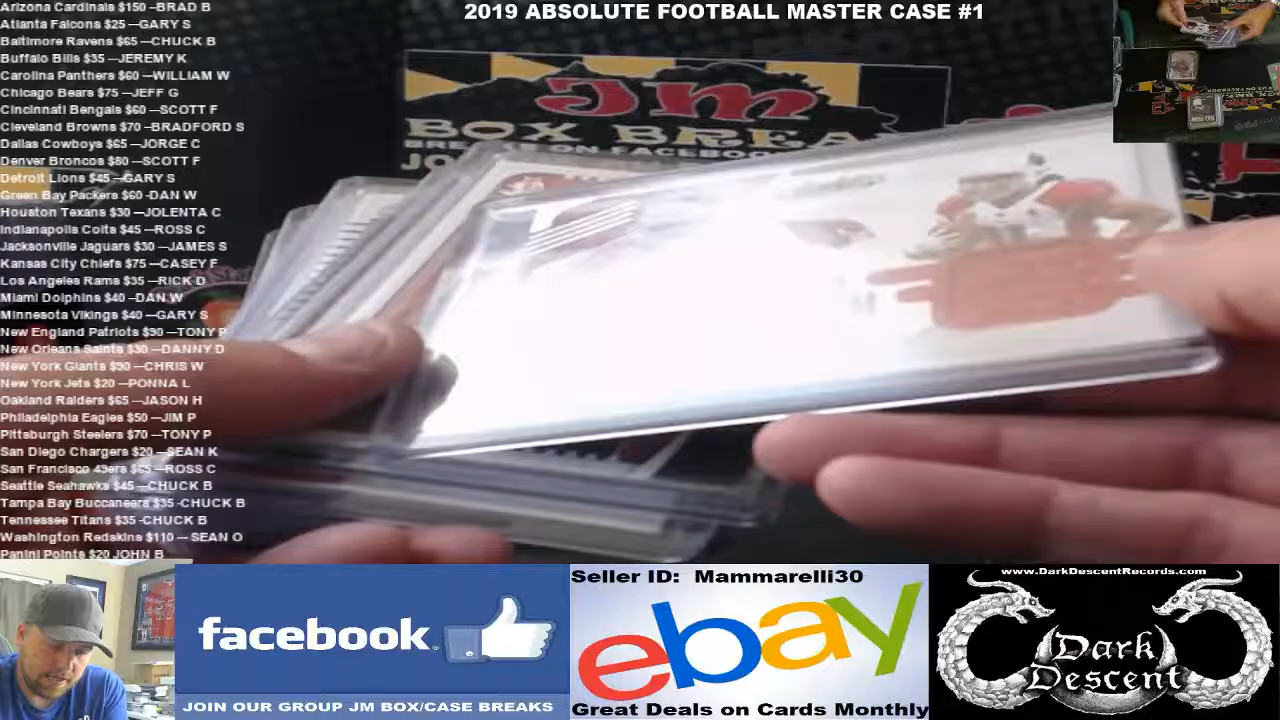 2019 ABSOLUTE FOOTBALL MASTER CASE #1
Arizona Cardinals $150 –BRAD B
Atlanta Falcons $25 –GARY S
Baltimore Ravens $65 –CHUCK B
Buffalo Bills $35 –JEREMY K
Carolina Panthers $60 –WILLIAM W
Chicago Bears $75 –JEFF G
Cincinnati Bengals $60 –SCOTT F
Cleveland Browns $70 –BRADFORD S
Dallas Cowboys $65 –JORGE C
Denver Broncos $80 –SCOTT F
Detroit Lions $45 –GARY S
Green Bay Packers $60 -DAN W
Houston Texans $30 –JOLENTA C
Indianapolis Colts $45 –ROSS C
Jacksonville Jaguars $30 –JAMES S
Kansas City Chiefs $75 –CASEY F
Los Angeles Rams $35 –RICK D
Miami Dolphins $40 –DAN W
Minnesota Vikings $40 –GARY S
New England Patriots $90 –TONY P
New Orleans Saints $30 –DANNY D
New York Giants $90 –CHRIS W
New York Jets $20 –PONNA L
Oakland Raiders $65 –JASON H
Philadelphia Eagles $50 –JIM P
Pittsburgh Steelers $70 –TONY P
San Diego Chargers $20 –SEAN K
San Francisco 49ers $65 –ROSS C
Seattle Seahawks $45 –CHUCK B
Tampa Bay Buccaneers $35 -CHUCK B
Tennessee Titans $35 -CHUCK B
Washington Redskins $110 – SEAN O
Panini Points $20 JOHN B
JM
BOX BREA
BREAKS ON FACEBOOK
JO
facebook
JOIN OUR GROUP JM BOX/CASE BREAKS
Seller ID: Mammarelli30
ebay
Great Deals on Cards Monthly
www.DarkDescentRecords.com
Dark
Descent